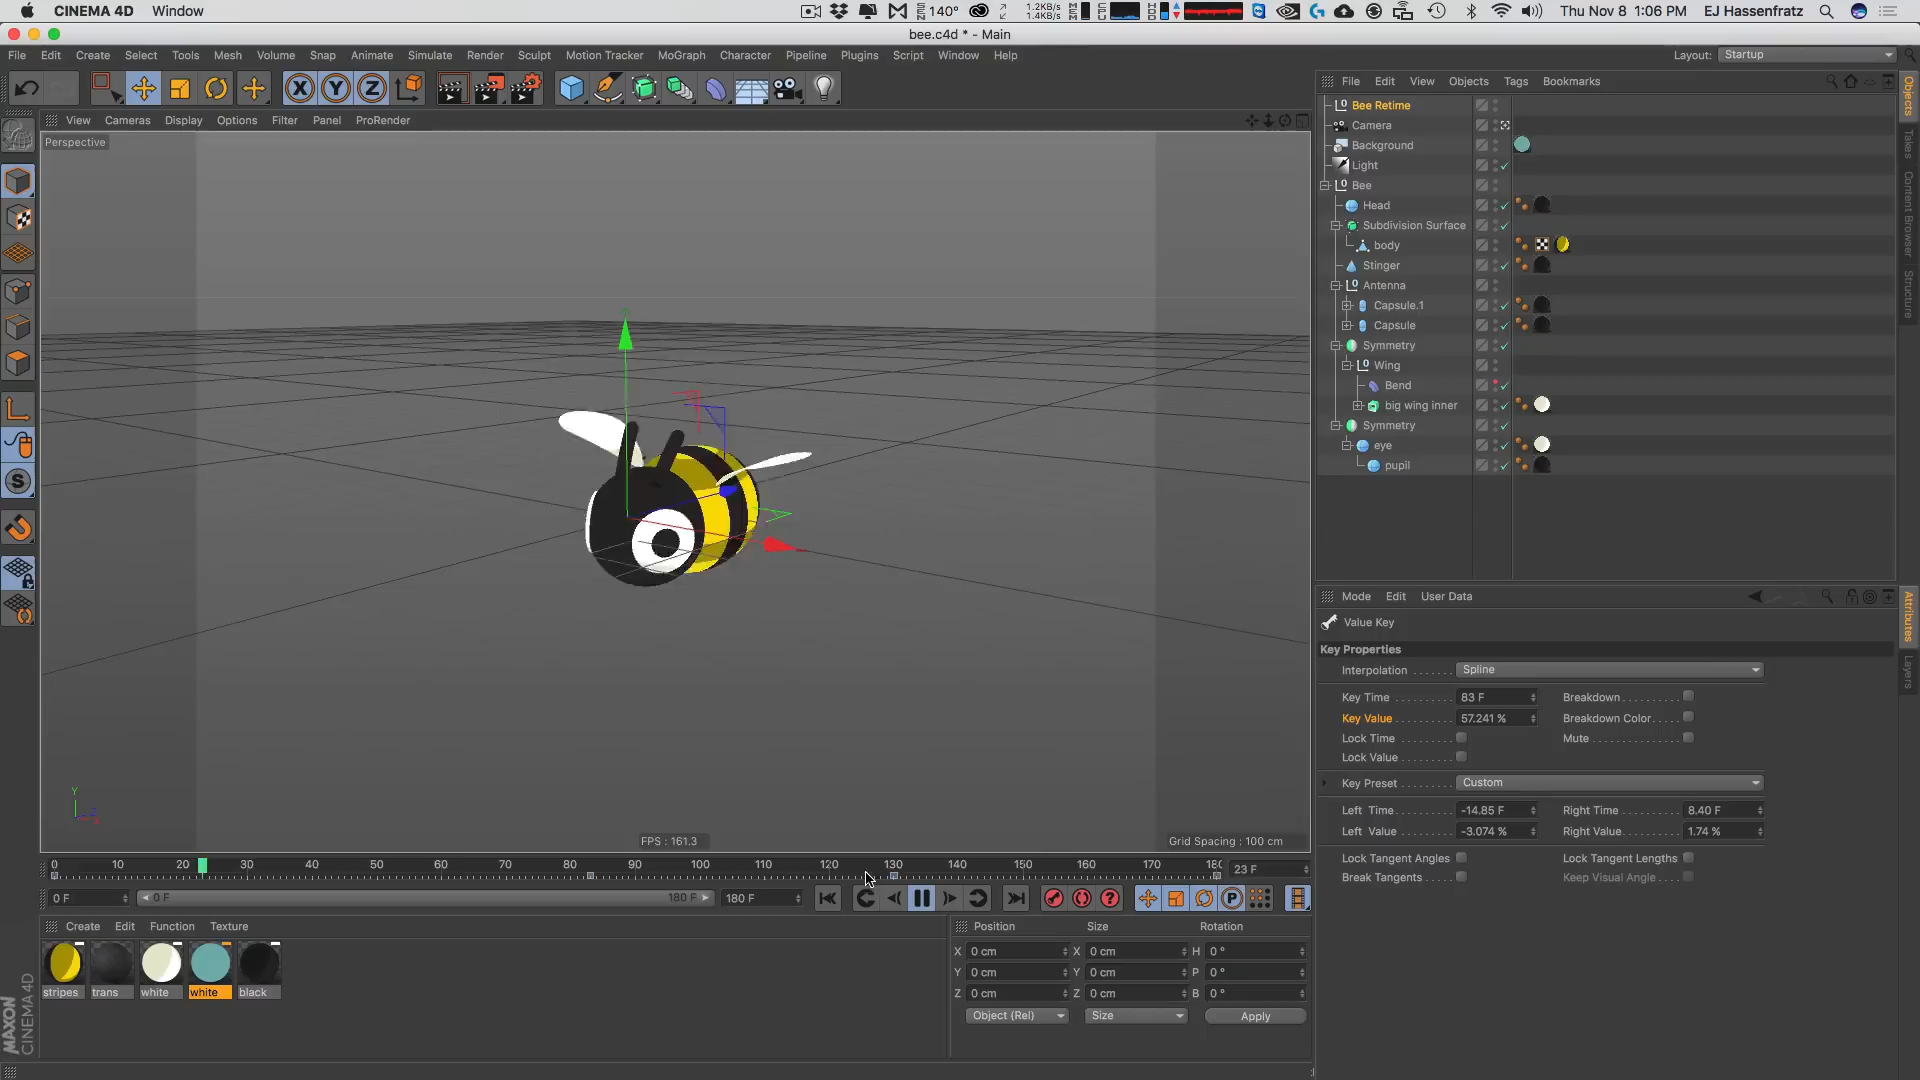 CINEMA 4D Window 140° 1.2KB/s 1.4KB/s Thu Nov 8 1:06 PM EJ Hassenfratz
bee.c4d * - Main
File Edit Create Select Tools Mesh Volume Snap Animate Simulate Render Sculpt Motion Tracker MoGraph Character Pipeline Plugins Script Window Help Layout: Startup
File Edit View Objects Tags Bookmarks
View Cameras Display Options Filter Panel ProRender
Perspective
Bee Retime
Camera
Background
Light
Bee
Head
Subdivision Surface
body
Stinger
Antenna
Capsule.1
Capsule
Symmetry
Wing
Bend
big wing inner
Symmetry
eye
pupil
Objects
Takes
Content Browser
Structure
Mode Edit User Data
Value Key
Key Properties
Interpolation Spline
Key Time 83 F Breakdown
Key Value 57.241 % Breakdown Color
Lock Time Mute
Lock Value
Key Preset Custom
Left Time -14.85 F Right Time 8.40 F
Left Value -3.074 % Right Value 1.74 %
Lock Tangent Angles Lock Tangent Lengths
Break Tangents Keep Visual Angle
Attributes
Layers
Y
FPS : 161.3 Grid Spacing : 100 cm
0 10 20 30 40 50 60 70 80 90 100 110 120 130 140 150 160 170 23 F
0 F 0 F 180 F 180 F
Create Edit Function Texture
stripes trans white white black
Position Size Rotation
X 0 cm X 0 cm H 0 °
Y 0 cm Y 0 cm P 0 °
Z 0 cm Z 0 cm B 0 °
Object (Rel) Size Apply
MAXON CINEMA 4D